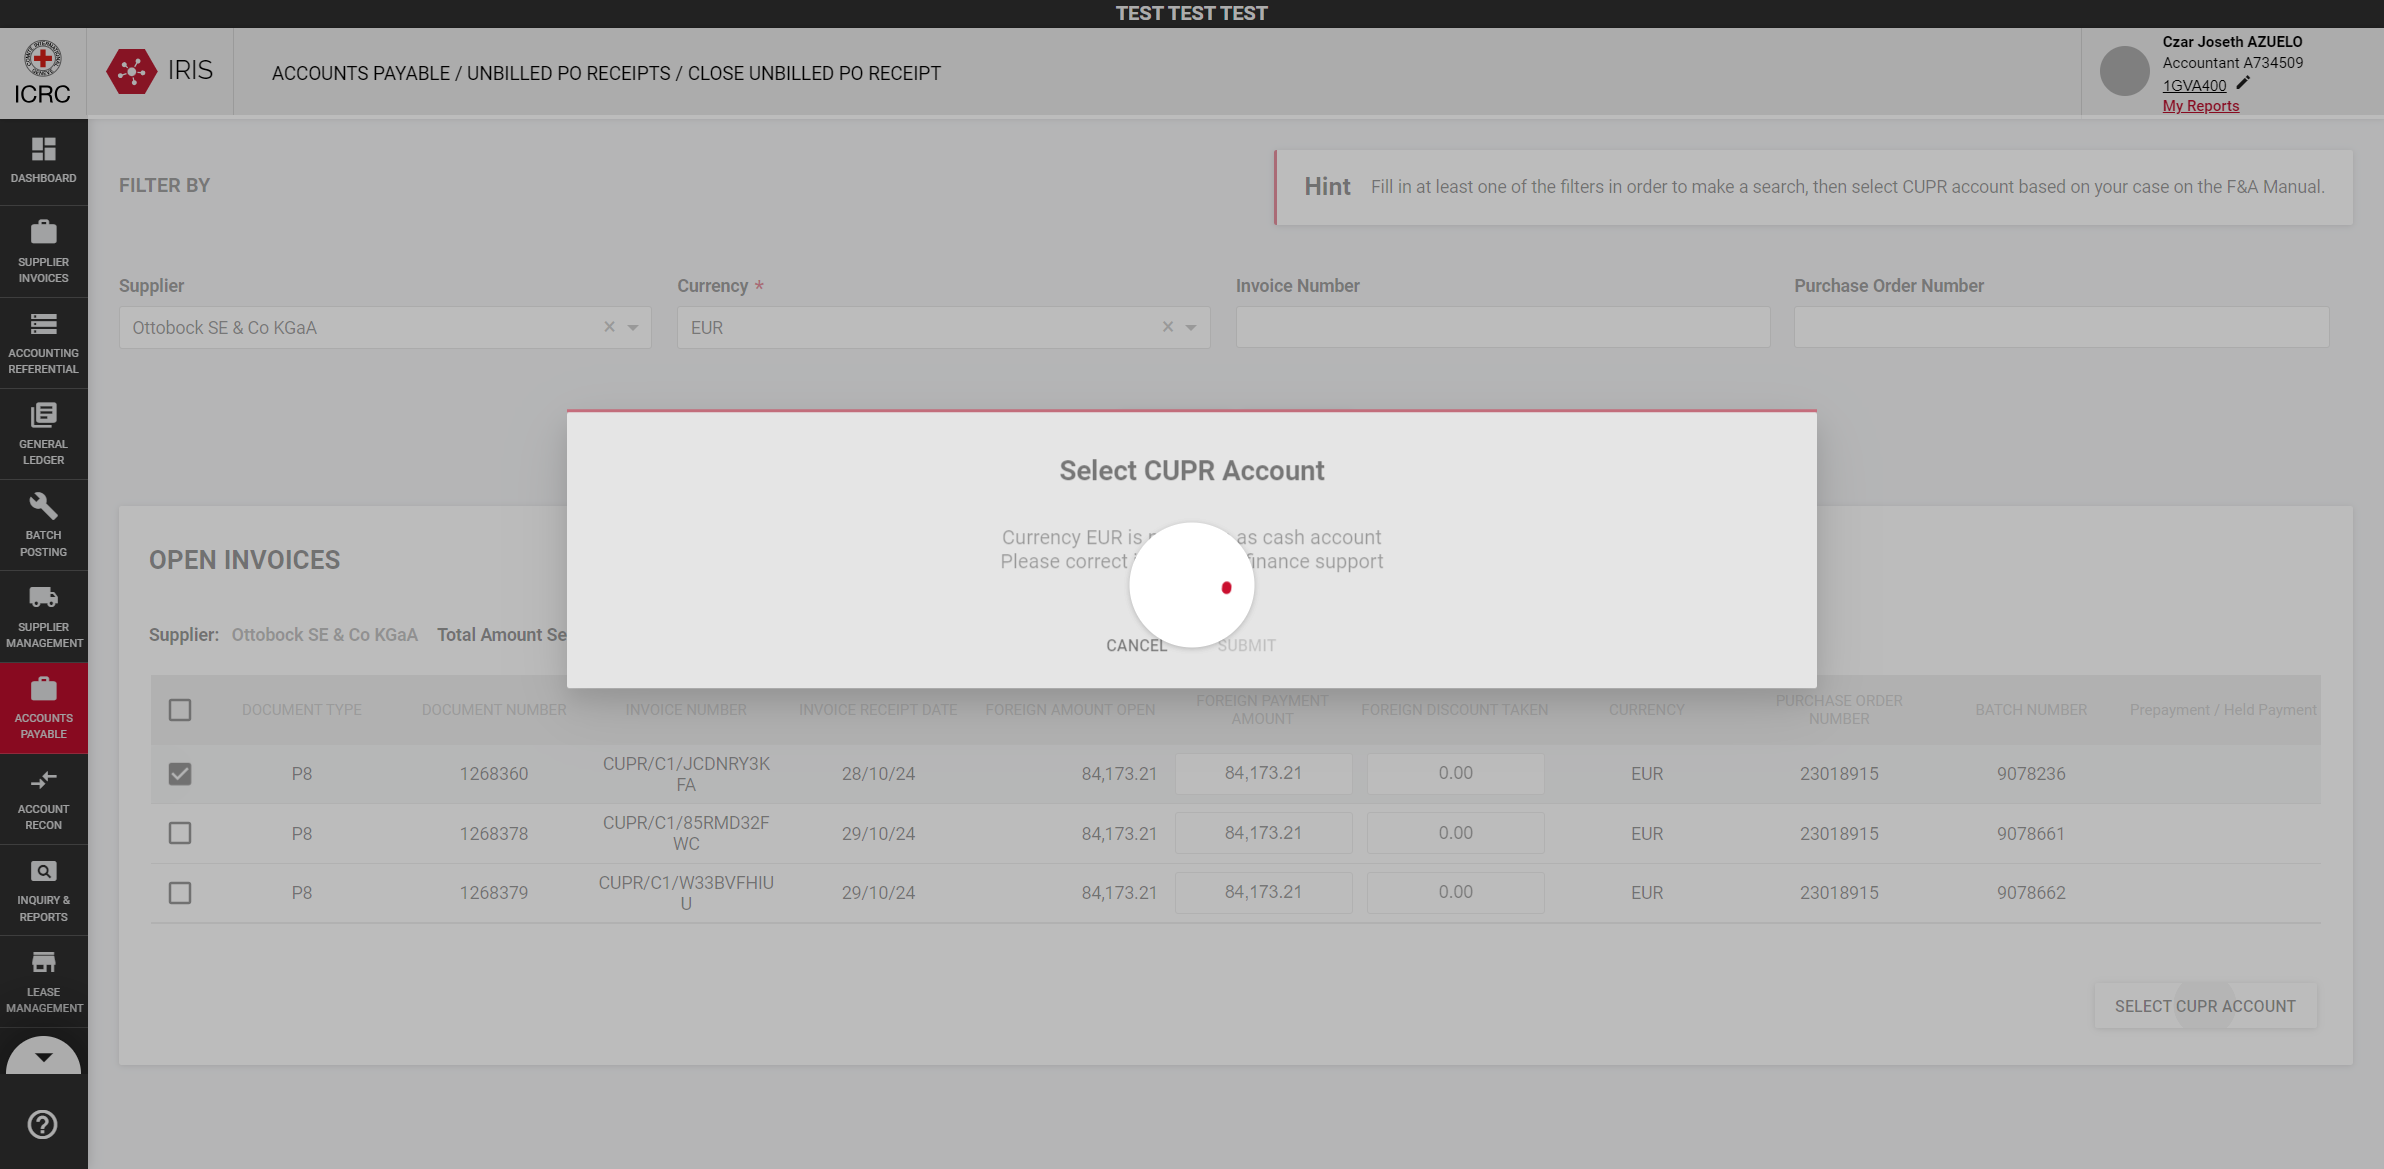 TEST TEST TEST
ICRC
IRIS
ACCOUNTS PAYABLE / UNBILLED PO RECEIPTS / CLOSE UNBILLED PO RECEIPT
Czar Joseth AZUELO
Accountant A734509
1GVA400
My Reports
DASHBOARD
SUPPLIER
INVOICES
ACCOUNTING
REFERENTIAL
GENERAL
LEDGER
BATCH
POSTING
SUPPLIER
MANAGEMENT
ACCOUNTS
PAYABLE
ACCOUNT
RECON
INQUIRY &
REPORTS
LEASE
MANAGEMENT
FILTER BY
Hint Fill in at least one of the filters in order to make a search, then select CUPR account based on your case on the F&A Manual.
Supplier Currency * Invoice Number Purchase Order Number
Ottobock SE & Co KGaA EUR
Select CUPR Account
Currency EUR is as cash account
Please correct finance support
CANCEL SUBMIT
OPEN INVOICES
Supplier: Ottobock SE & Co KGaA Total Amount
DOCUMENT TYPE DOCUMENT NUMBER INVOICE NUMBER INVOICE RECEIPT DATE FOREIGN AMOUNT OPEN FOREIGN PAYMENT AMOUNT FOREIGN DISCOUNT TAKEN CURRENCY PURCHASE ORDER NUMBER BATCH NUMBER Prepayment / Held Payment
P8 1268360 CUPR/C1/JCDNRY3KFA 28/10/24 84,173.21 84,173.21 0.00 EUR 23018915 9078236
P8 1268378 CUPR/C1/85RMD32FWC 29/10/24 84,173.21 84,173.21 0.00 EUR 23018915 9078661
P8 1268379 CUPR/C1/W33BVFHIUU 29/10/24 84,173.21 84,173.21 0.00 EUR 23018915 9078662
SELECT CUPR ACCOUNT